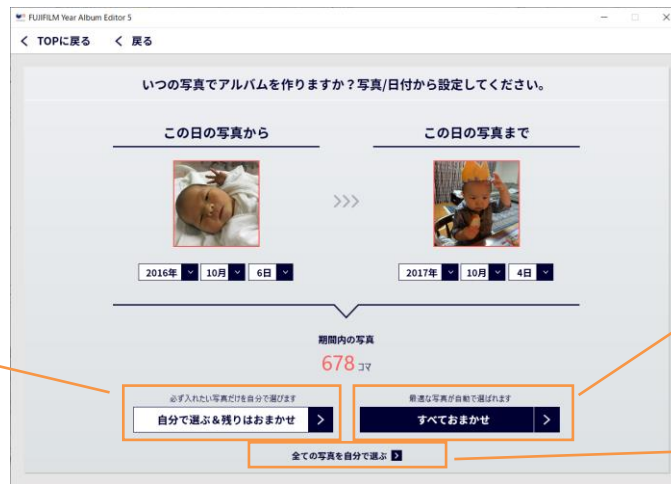 FUJIFILM Year Album Editor 5
< TOPに戻る < 戻る
いつの写真でアルバムを作りますか？写真/日付から設定してください。
この日の写真から
この日の写真まで
>>>
2016年 10月 6日
2017年 10月 4日
期間内の写真
678 コマ
必ず入れたい写真だけを自分で選びます
自分で選ぶ＆残りはおまかせ >
最適な写真が自動で選ばれます
すべておまかせ >
全ての写真を自分で選ぶ >